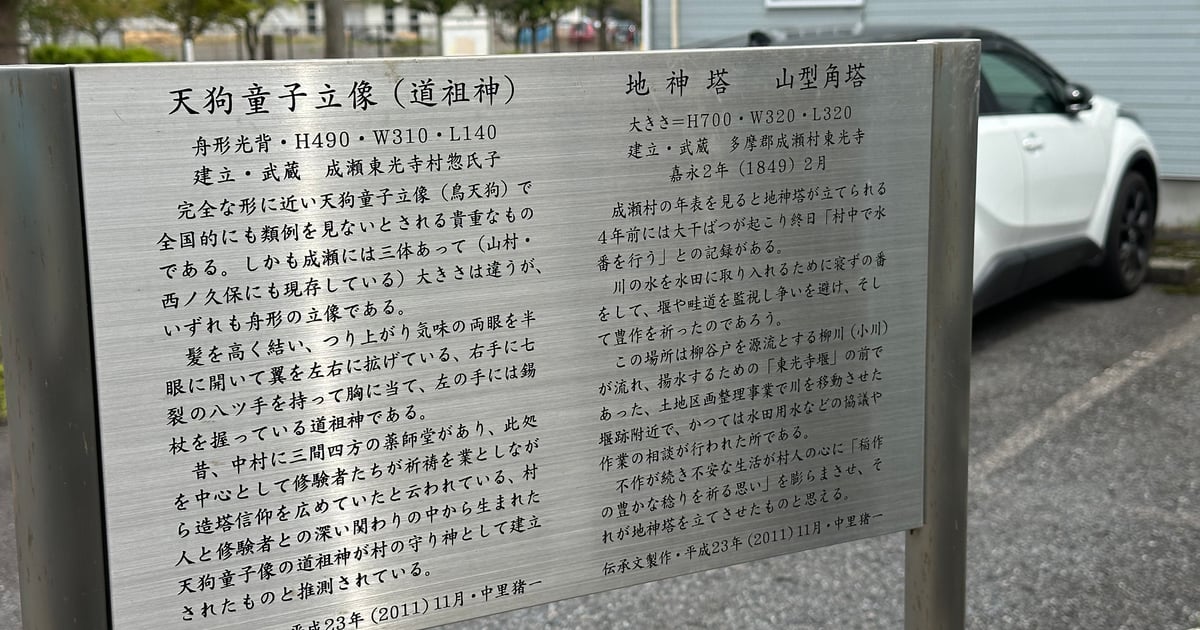 天狗童子立像（道祖神）
舟形光背・H490・W310・L140
建立・武蔵　成瀬東光寺村惣氏子
完全な形に近い天狗童子立像（烏天狗）で
全国的にも類例を見ないとされる貴重なもの
である。しかも成瀬には三体あって（山村・
西ノ久保にも現存している）大きさは違うが、
いずれも舟形の立像である。
髪を高く結い、つり上がり気味の両眼を半
眼に開いて翼を左右に拡げている、右手に七
裂の八ツ手を持って胸に当て、左の手には錫
杖を握っている道祖神である。
昔、中村に三間四方の薬師堂があり、此処
を中心として修験者たちが祈祷を業としなが
ら造塔信仰を広めていたと云われている、村
人と修験者との深い関わりの中から生まれた
天狗童子像の道祖神が村の守り神として建立
されたものと推測されている。
平成23年（2011）11月・中里猪一
地神塔　山型角塔
大きさ＝H700・W320・L320
建立・武蔵　多摩郡成瀬村東光寺
嘉永2年（1849）2月
成瀬村の年表を見ると地神塔が立てられる
4年前には大干ばつが起こり終日「村中で水
番を行う」との記録がある。
川の水を水田に取り入れるために寝ずの番
をして、堰や畦道を監視し争いを避け、そし
て豊作を祈ったのであろう。
この場所は柳谷戸を源流とする柳川（小川）
が流れ、揚水するための「東光寺堰」の前で
あった、土地区画整理事業で川を移動させた
堰跡附近で、かつては水田用水などの協議や
作業の相談が行われた所である。
不作が続き不安な生活が村人の心に「稲作
の豊かな稔りを祈る思い」を膨らまさせ、そ
れが地神塔を立てさせたものと思える。
伝承文製作・平成23年（2011）11月・中里猪一